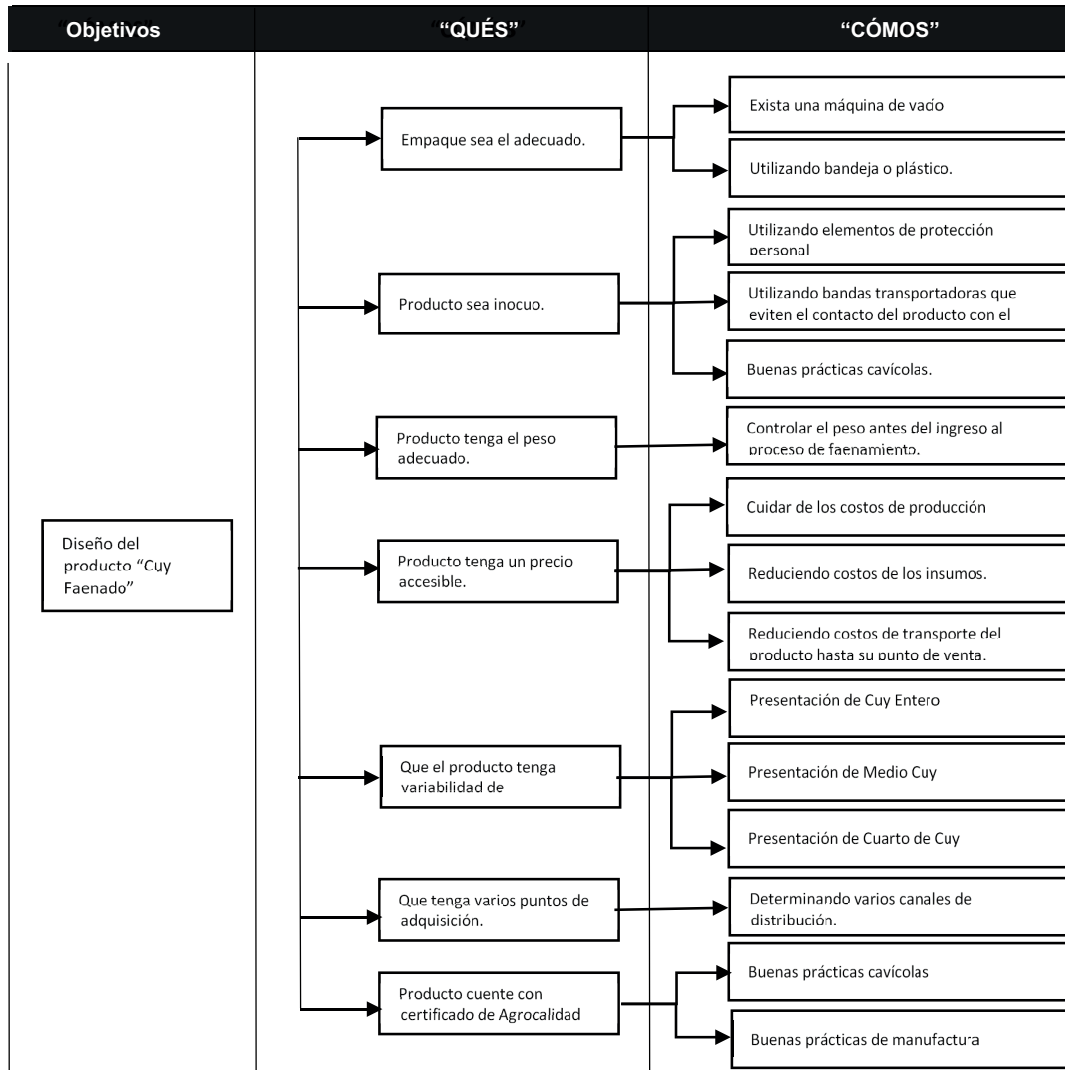 Objetivos
“QUÉS”
“CÓMOS”
Diseño del
producto “Cuy
Faenado”
Empaque sea el adecuado.
Exista una máquina de vacío
Utilizando bandeja o plástico.
Producto sea inocuo.
Utilizando elementos de protección
personal
Utilizando bandas transportadoras que
eviten el contacto del producto con el
Buenas prácticas cavícolas.
Producto tenga el peso
adecuado.
Controlar el peso antes del ingreso al
proceso de faenamiento.
Producto tenga un precio
accesible.
Cuidar de los costos de producción
Reduciendo costos de los insumos.
Reduciendo costos de transporte del
producto hasta su punto de venta.
Que el producto tenga
variabilidad de
Presentación de Cuy Entero
Presentación de Medio Cuy
Presentación de Cuarto de Cuy
Que tenga varios puntos de
adquisición.
Determinando varios canales de
distribución.
Producto cuente con
certificado de Agrocalidad
Buenas prácticas cavícolas
Buenas prácticas de manufactura